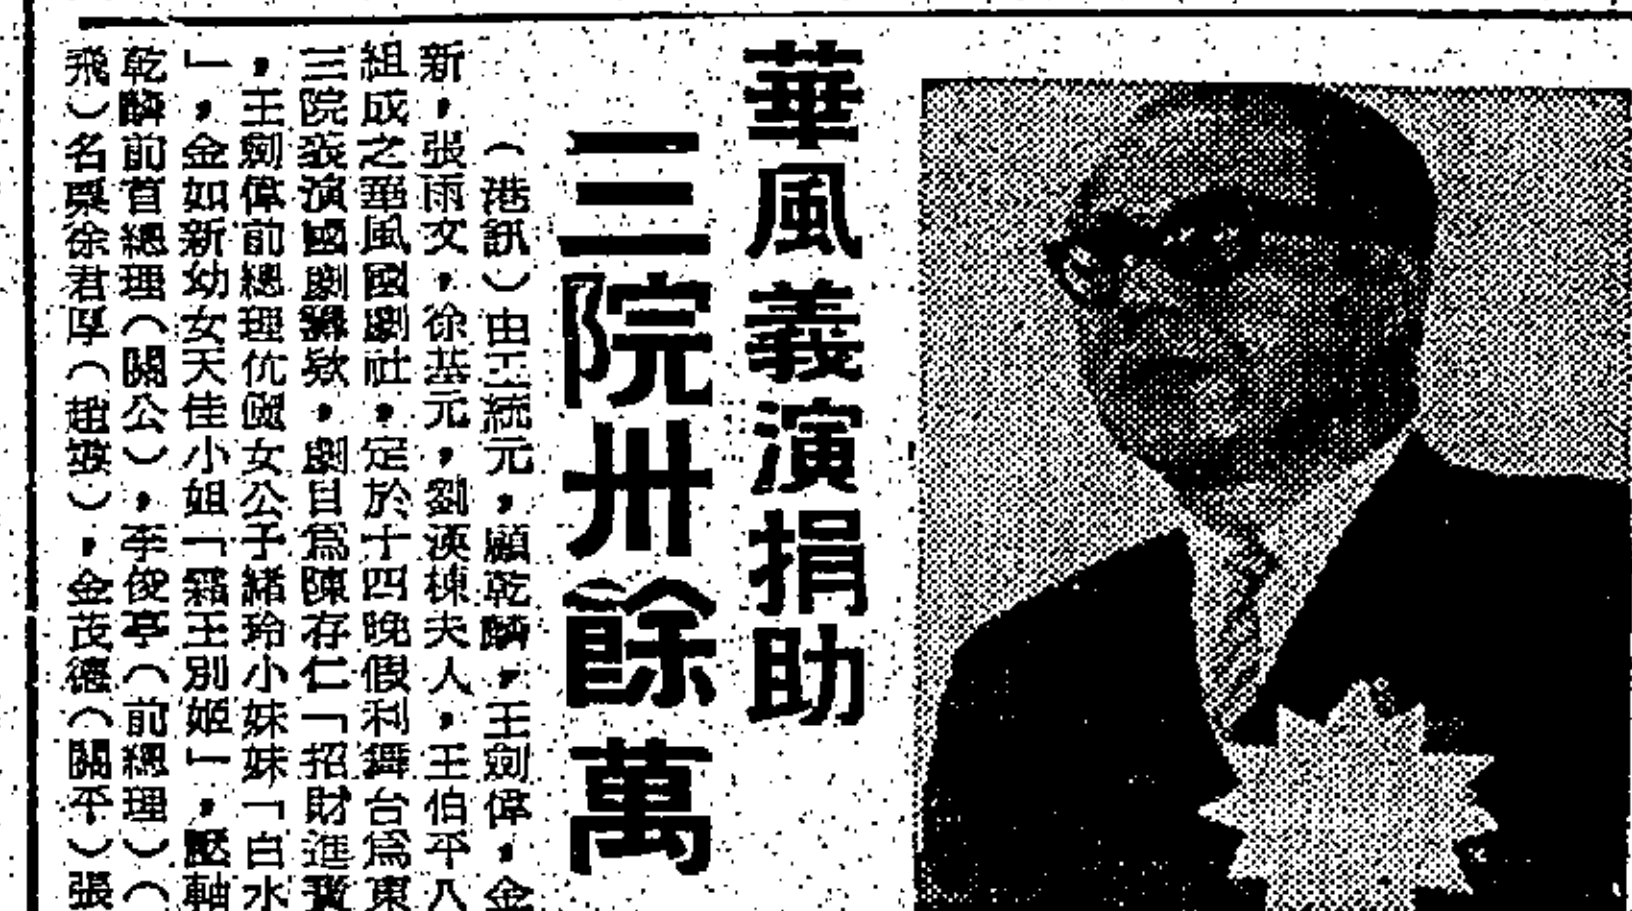 華風義演捐助
三院卅餘萬
（港訊）由王統元，顧乾麟，王劍偉，金
新，張雨文，徐基元，劉漢棟夫人，王伯平八
組成之華風國劇社，定於十四晚假利舞台為東
三院義演國劇籌欵，劇目為陳存仁「招財進寶
，王劍偉前總理伉儷女公子緒玲小妹妹「白水
」，金如新幼女天佳小姐「霸王別姬」，壓軸
乾麟前首總理（關公），李俊亭（前總理）（
飛）名票徐君厚（趙雲），金茂德（關平）張